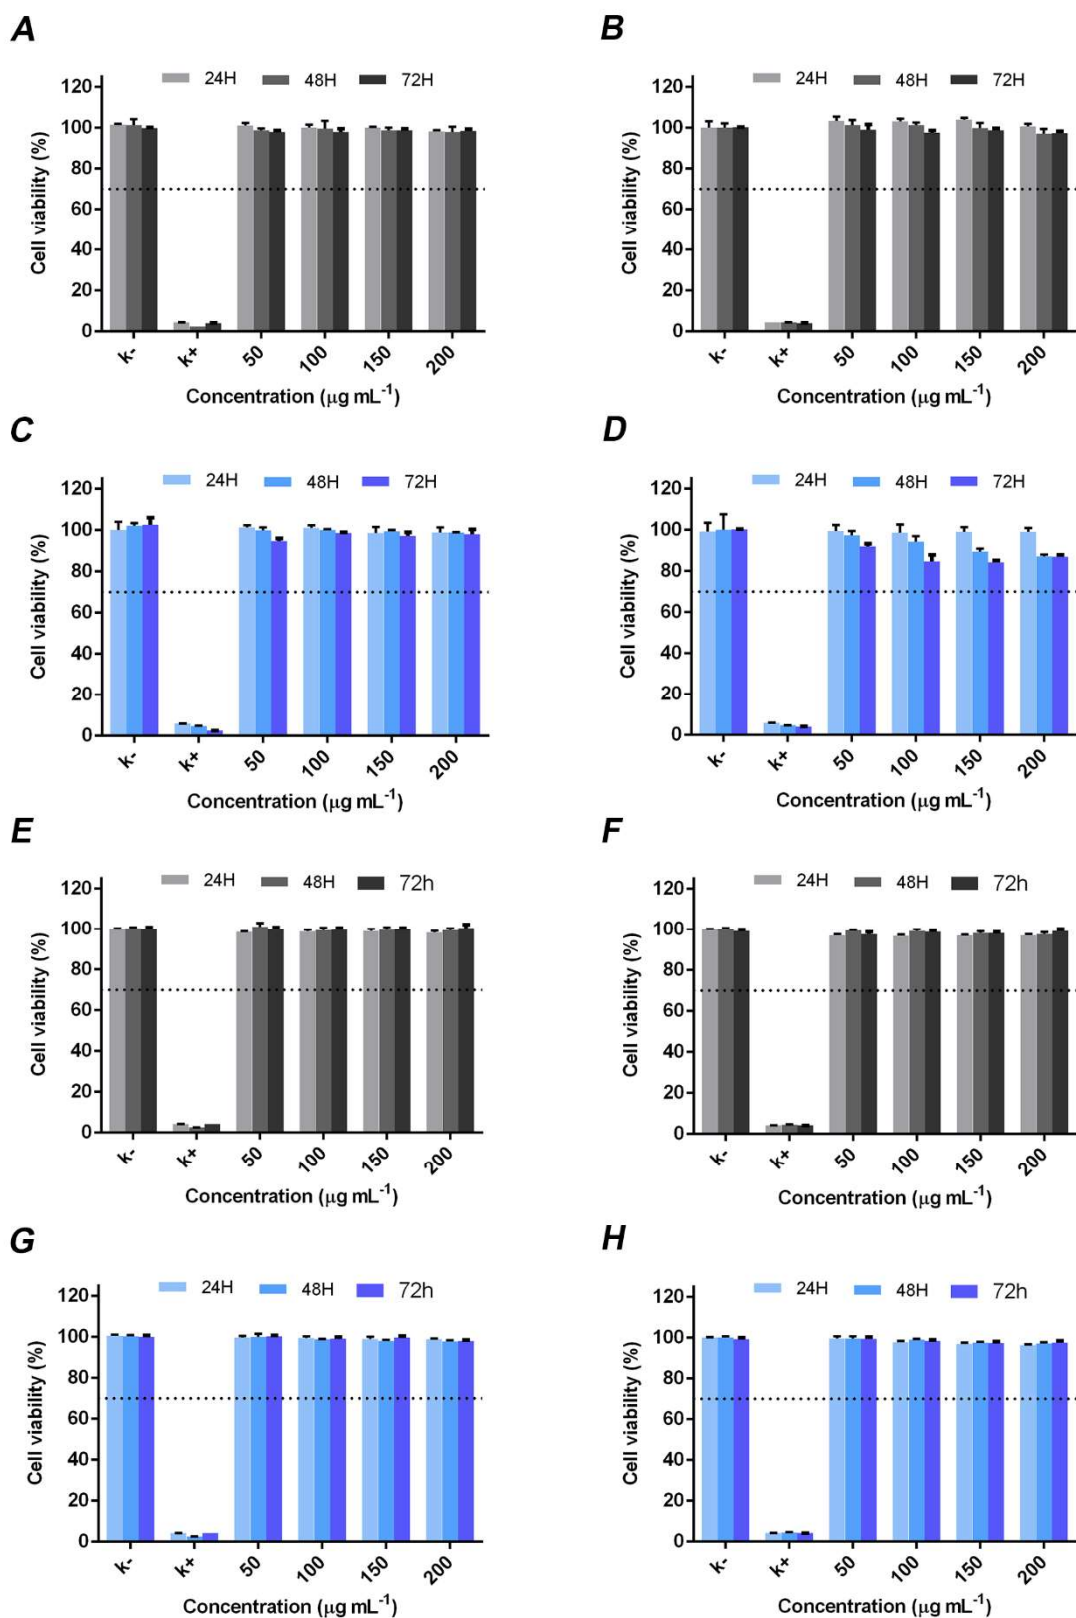 A
24H 48H 72H
120
100
80
60
40
20
0
Cell viability (%)
k- k+ 50 100 150 200
Concentration (μg mL⁻¹)
B
24H 48H 72H
120
100
80
60
40
20
0
Cell viability (%)
k- k+ 50 100 150 200
Concentration (μg mL⁻¹)
C
24H 48H 72H
120
100
80
60
40
20
0
Cell viability (%)
k- k+ 50 100 150 200
Concentration (μg mL⁻¹)
D
24H 48H 72H
120
100
80
60
40
20
0
Cell viability (%)
k- k+ 50 100 150 200
Concentration (μg mL⁻¹)
E
24H 48H 72h
120
100
80
60
40
20
0
Cell viability (%)
k- k+ 50 100 150 200
Concentration (μg mL⁻¹)
F
24H 48H 72h
120
100
80
60
40
20
0
Cell viability (%)
k- k+ 50 100 150 200
Concentration (μg mL⁻¹)
G
24H 48H 72h
120
100
80
60
40
20
0
Cell viability (%)
k- k+ 50 100 150 200
Concentration (μg mL⁻¹)
H
24H 48H 72h
120
100
80
60
40
20
0
Cell viability (%)
k- k+ 50 100 150 200
Concentration (μg mL⁻¹)